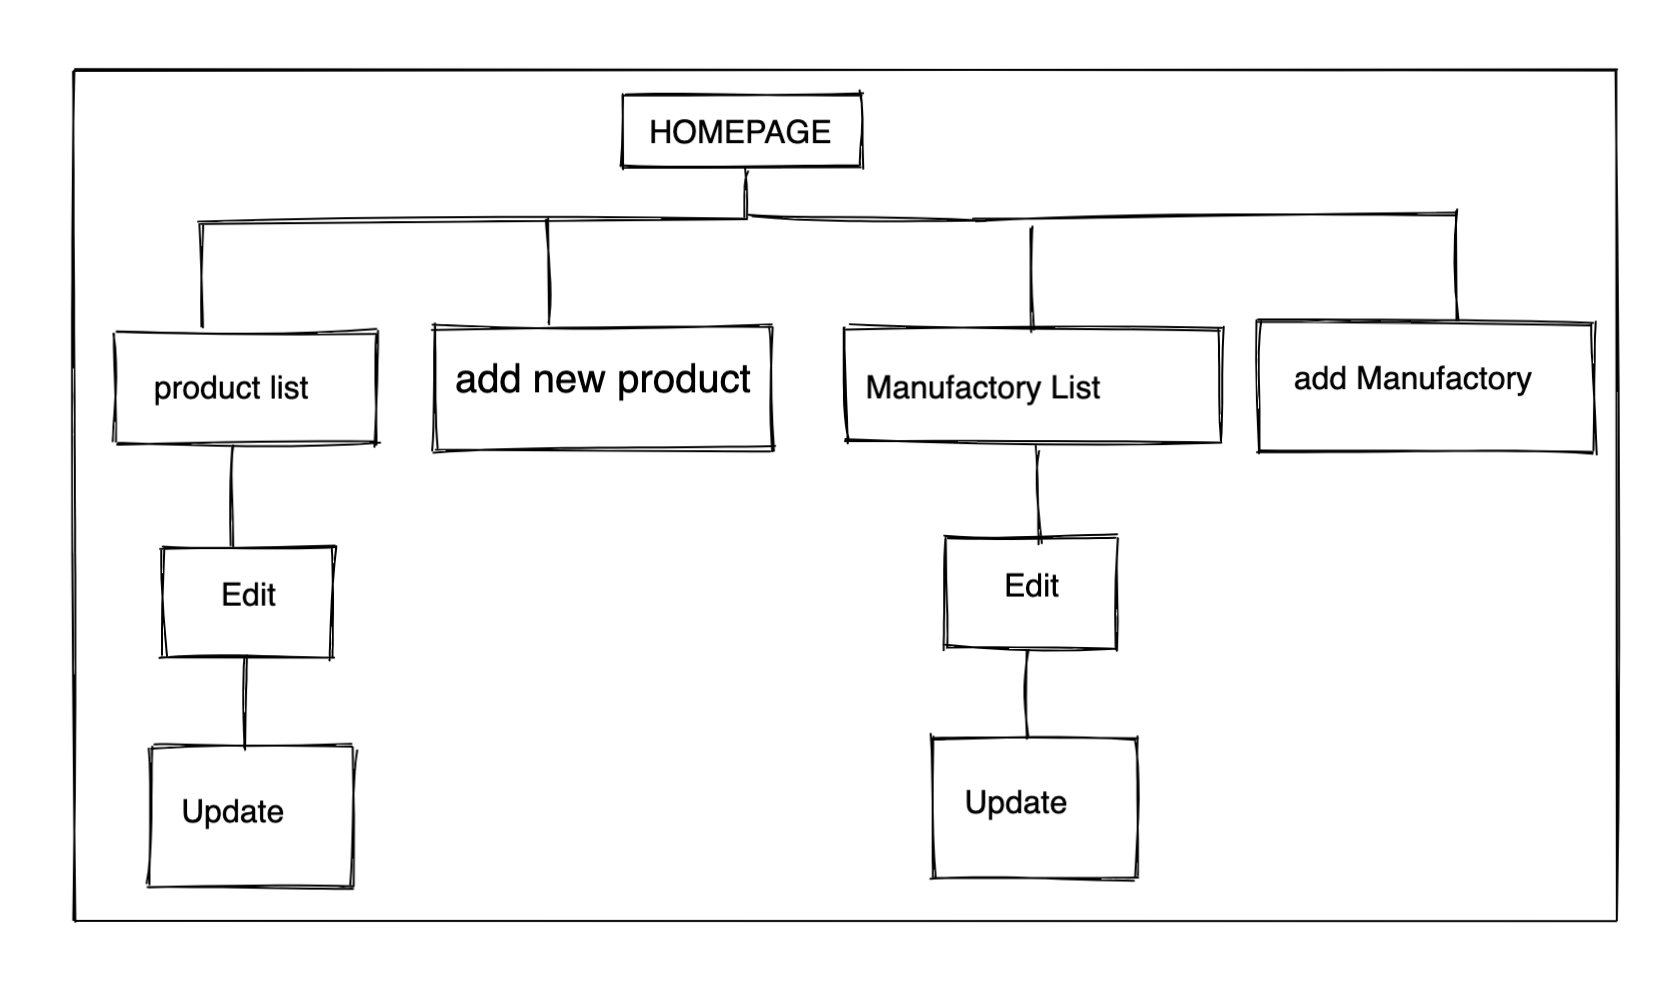 HOMEPAGE
product list
add new product
Manufactory List
add Manufactory
Edit
Edit
Update
Update